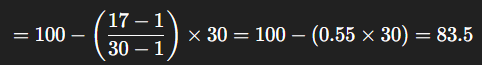 = 100 − (17 − 1 / 30 − 1) × 30 = 100 − (0.55 × 30) = 83.5